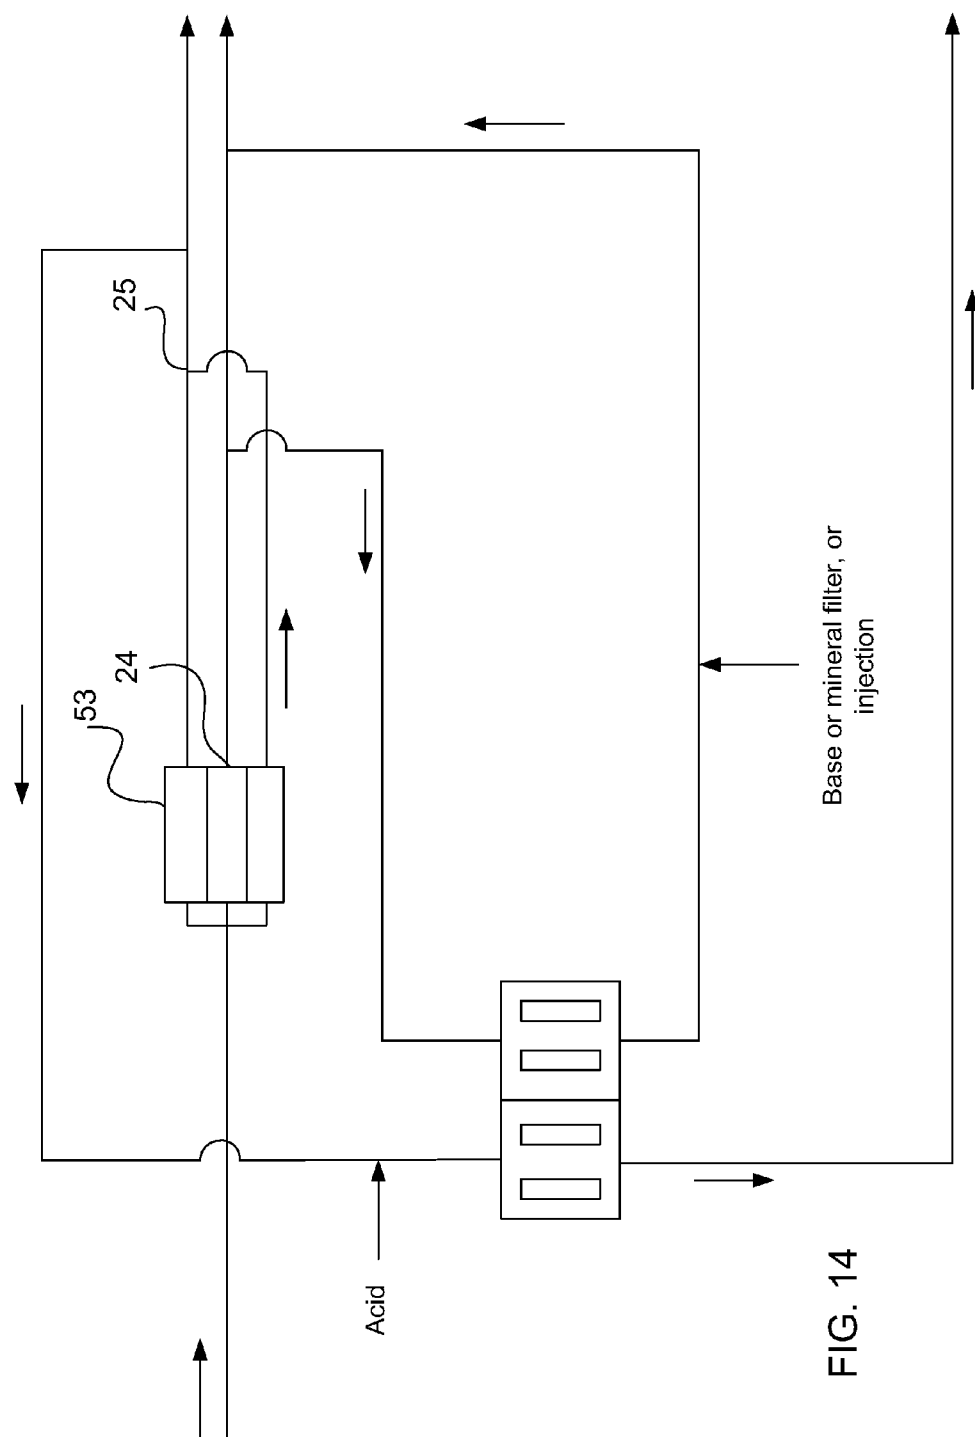 25
24
53
Acid
Base or mineral filter, or
injection
FIG. 14